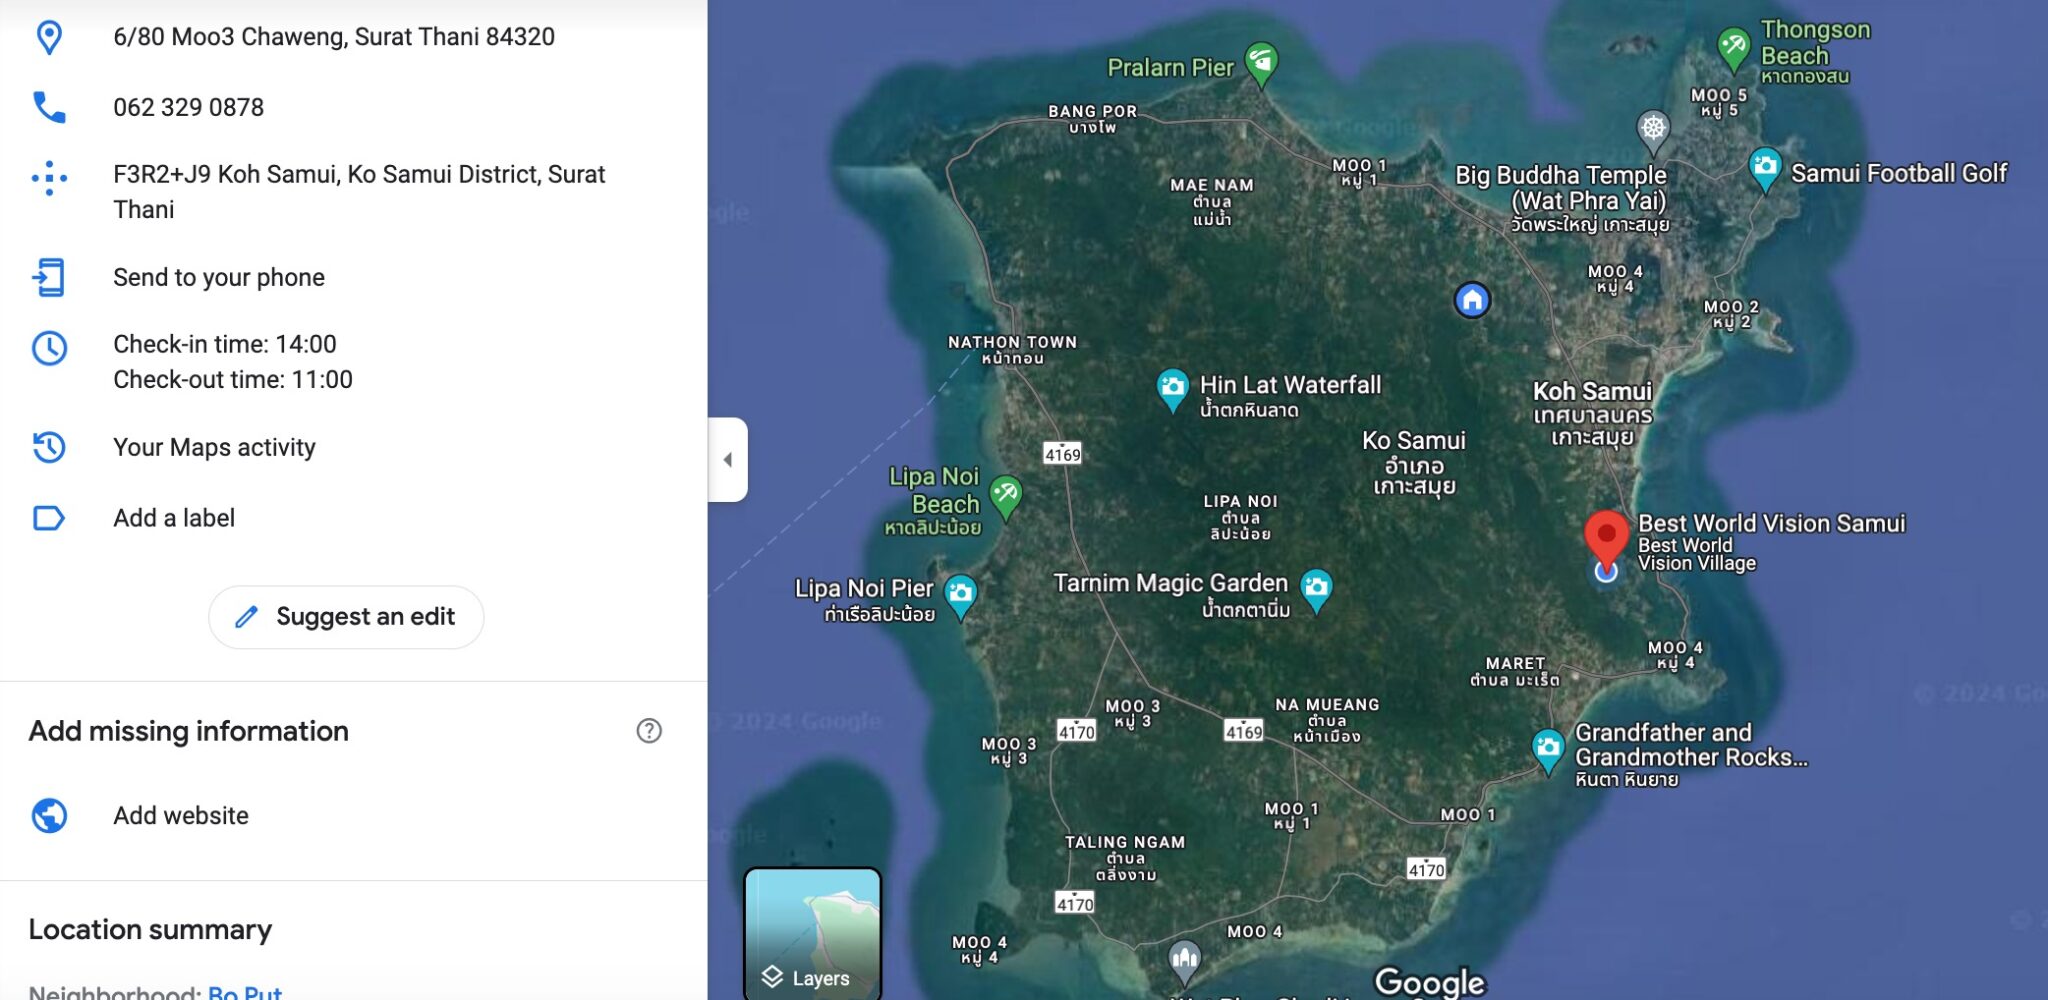 6/80 Moo3 Chaweng, Surat Thani 84320
062 329 0878
F3R2+J9 Koh Samui, Ko Samui District, Surat
Thani
Send to your phone
Check-in time: 14:00
Check-out time: 11:00
Your Maps activity
Add a label
Suggest an edit
Add missing information
Add website
Location summary
Neighborhood: Bo Put
Thongson
Beach
หาดทองสน
Pralarn Pier
MOO 5
หมู่ 5
BANG POR
บางโพ
MOO 1
หมู่ 1
Big Buddha Temple
(Wat Phra Yai)
วัดพระใหญ่ เกาะสมุย
Samui Football Golf
MAE NAM
ตำบล
แม่น้ำ
MOO 4
หมู่ 4
MOO 2
หมู่ 2
NATHON TOWN
หน้าทอน
Hin Lat Waterfall
น้ำตกหินลาด
Koh Samui
เทศบาลนคร
เกาะสมุย
Ko Samui
อำเภอ
เกาะสมุย
4169
Lipa Noi
Beach
หาดลิปะน้อย
LIPA NOI
ตำบล
ลิปะน้อย
Best World Vision Samui
Best World
Vision Village
Lipa Noi Pier
ท่าเรือลิปะน้อย
Tarnim Magic Garden
น้ำตกตานิ่ม
MOO 4
หมู่ 4
MARET
ตำบล มะเร็ต
MOO 3
หมู่ 3
NA MUEANG
ตำบล
หน้าเมือง
4170
4169
MOO 3
หมู่ 3
Grandfather and
Grandmother Rocks...
หินตา หินยาย
MOO 1
หมู่ 1
MOO 1
TALING NGAM
ตำบล
ตลิ่งงาม
4170
4170
MOO 4
MOO 4
หมู่ 4
Layers
Google
© 2024 Google